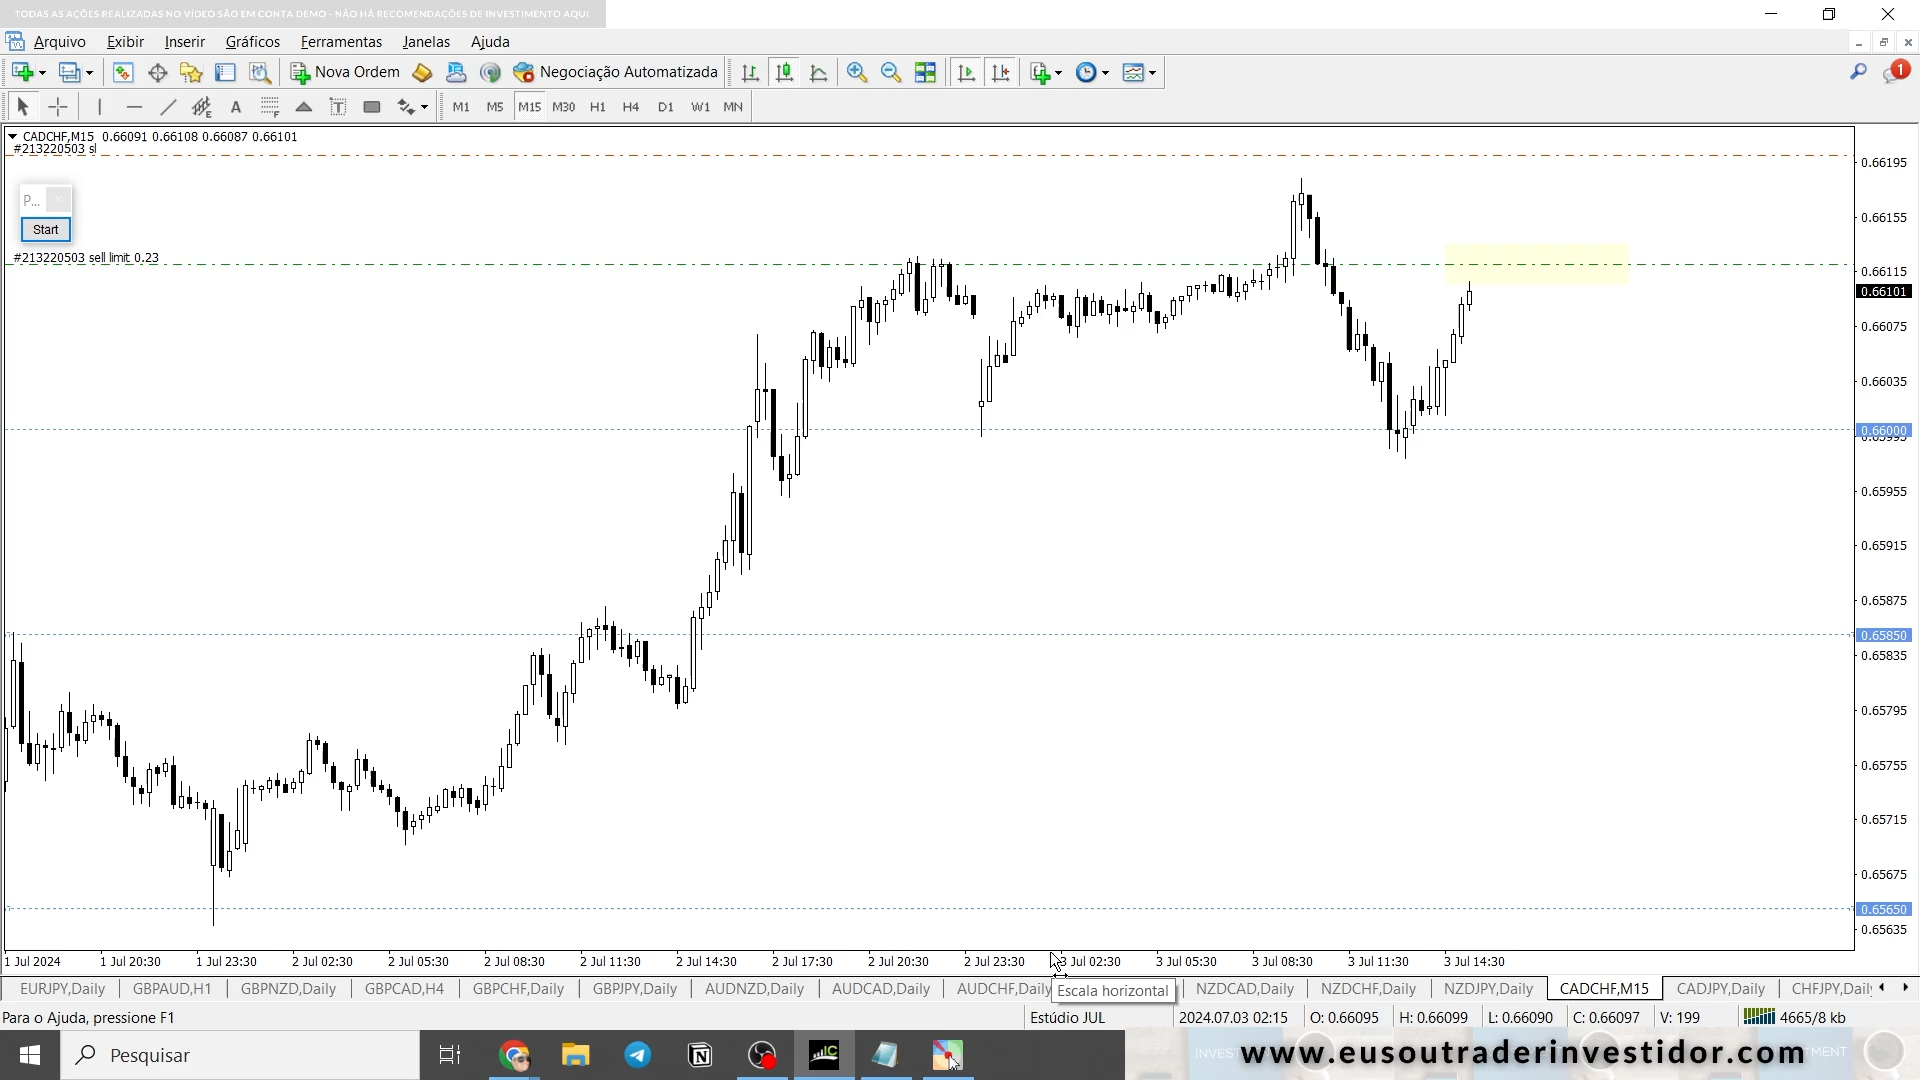 TODAS AS AÇÕES REALIZADAS NO VÍDEO SÃO EM CONTA DEMO - NÃO HÁ RECOMENDAÇÕES DE INVESTIMENTO AQUI
Arquivo Exibir Inserir Gráficos Ferramentas Janelas Ajuda
Nova Ordem Negociação Automatizada 1
A T M1 M5 M15 M30 H1 H4 D1 W1 MN
CADCHF,M15 0.66091 0.66108 0.66087 0.66101
#213220503 sl
0.66195
P...
Start
0.66155
#213220503 sell limit 0.23
0.66115
0.66101
0.66075
0.66035
0.66000
0.65995
0.65955
0.65915
0.65875
0.65850
0.65835
0.65795
0.65755
0.65715
0.65675
0.65650
0.65635
1 Jul 2024 1 Jul 20:30 1 Jul 23:30 2 Jul 02:30 2 Jul 05:30 2 Jul 08:30 2 Jul 11:30 2 Jul 14:30 2 Jul 17:30 2 Jul 20:30 2 Jul 23:30 3 Jul 02:30 3 Jul 05:30 3 Jul 08:30 3 Jul 11:30 3 Jul 14:30
EURJPY,Daily GBPAUD,H1 GBPNZD,Daily GBPCAD,H4 GBPCHF,Daily GBPJPY,Daily AUDNZD,Daily AUDCAD,Daily AUDCHF,Daily Escala horizontal NZDCAD,Daily NZDCHF,Daily NZDJPY,Daily CADCHF,M15 CADJPY,Daily CHFJPY,Daily
Para o Ajuda, pressione F1 Estúdio JUL 2024.07.03 02:15 O: 0.66095 H: 0.66099 L: 0.66090 C: 0.66097 V: 199 4665/8 kb
Pesquisar www.eusoutraderinvestidor.com